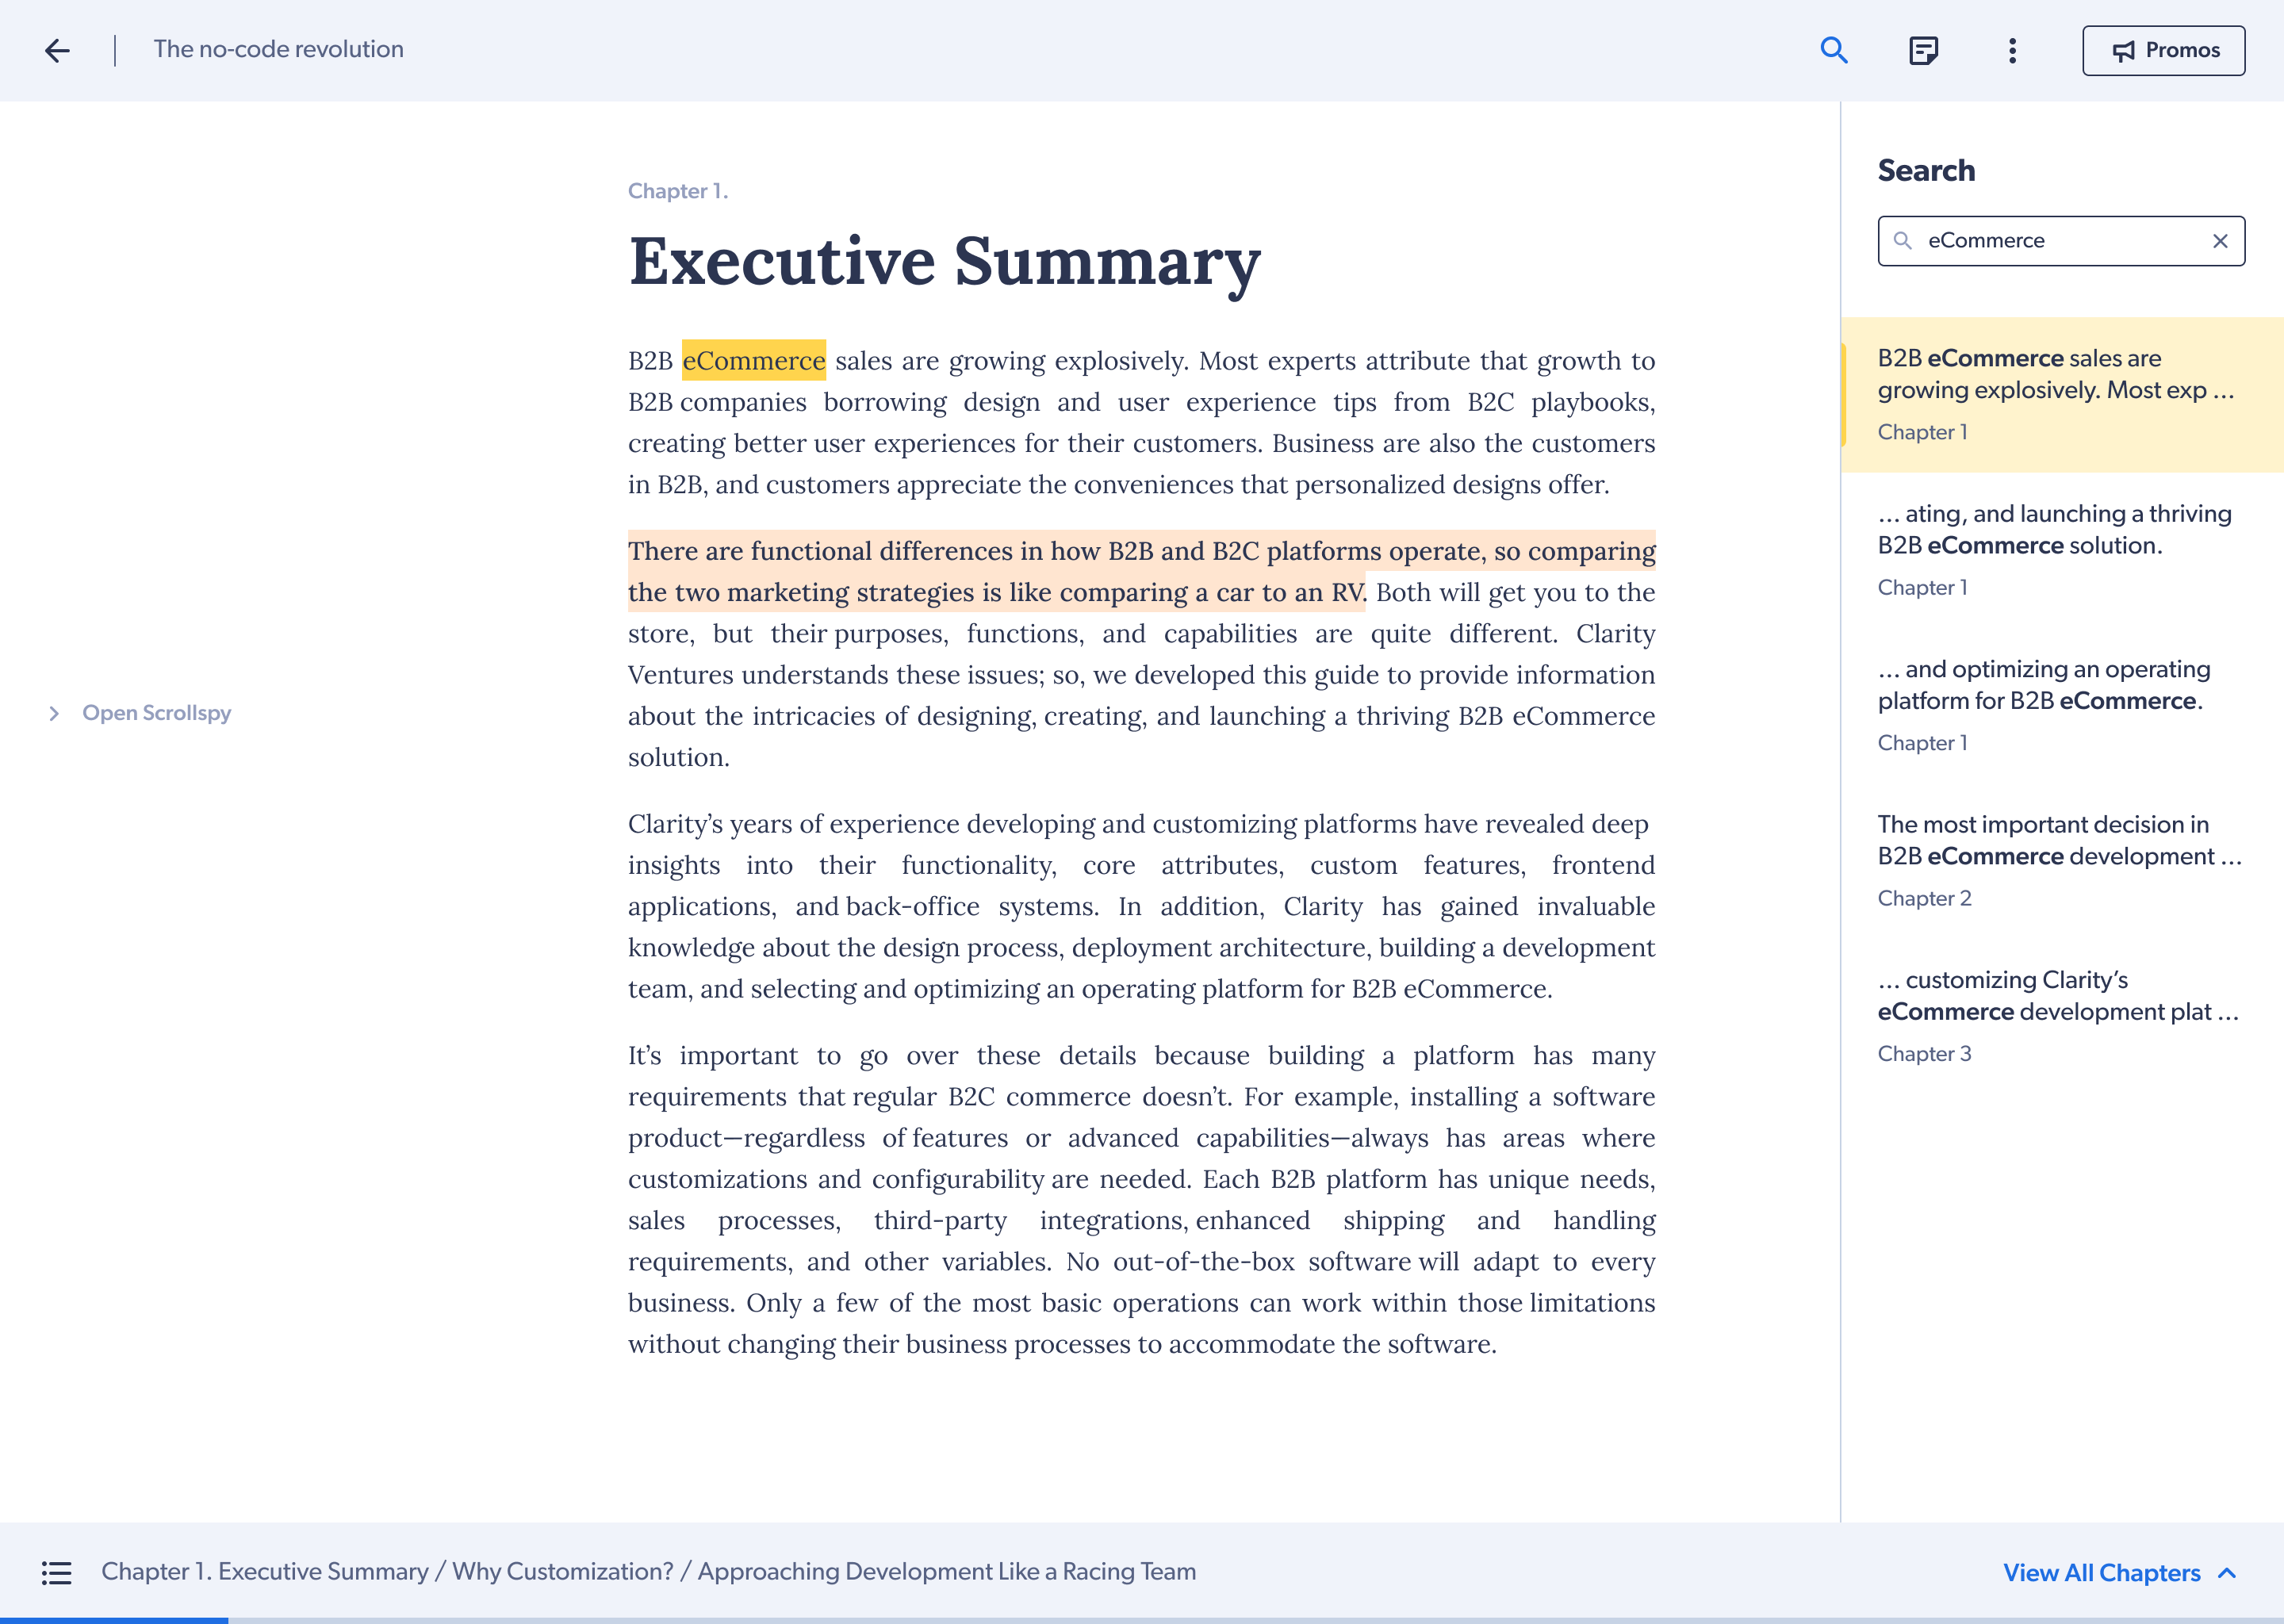 The no-code revolution
Promos
Chapter 1.
Executive Summary
B2B eCommerce sales are growing explosively. Most experts attribute that growth to
B2B companies borrowing design and user experience tips from B2C playbooks,
creating better user experiences for their customers. Business are also the customers
in B2B, and customers appreciate the conveniences that personalized designs offer.
There are functional differences in how B2B and B2C platforms operate, so comparing
the two marketing strategies is like comparing a car to an RV. Both will get you to the
store, but their purposes, functions, and capabilities are quite different. Clarity
Ventures understands these issues; so, we developed this guide to provide information
about the intricacies of designing, creating, and launching a thriving B2B eCommerce
solution.
Clarity’s years of experience developing and customizing platforms have revealed deep
insights into their functionality, core attributes, custom features, frontend
applications, and back-office systems. In addition, Clarity has gained invaluable
knowledge about the design process, deployment architecture, building a development
team, and selecting and optimizing an operating platform for B2B eCommerce.
It’s important to go over these details because building a platform has many
requirements that regular B2C commerce doesn’t. For example, installing a software
product—regardless of features or advanced capabilities—always has areas where
customizations and configurability are needed. Each B2B platform has unique needs,
sales processes, third-party integrations, enhanced shipping and handling
requirements, and other variables. No out-of-the-box software will adapt to every
business. Only a few of the most basic operations can work within those limitations
without changing their business processes to accommodate the software.
Open Scrollspy
Search
eCommerce
B2B eCommerce sales are
growing explosively. Most exp ...
Chapter 1
... ating, and launching a thriving
B2B eCommerce solution.
Chapter 1
... and optimizing an operating
platform for B2B eCommerce.
Chapter 1
The most important decision in
B2B eCommerce development ...
Chapter 2
... customizing Clarity’s
eCommerce development plat ...
Chapter 3
Chapter 1. Executive Summary / Why Customization? / Approaching Development Like a Racing Team
View All Chapters